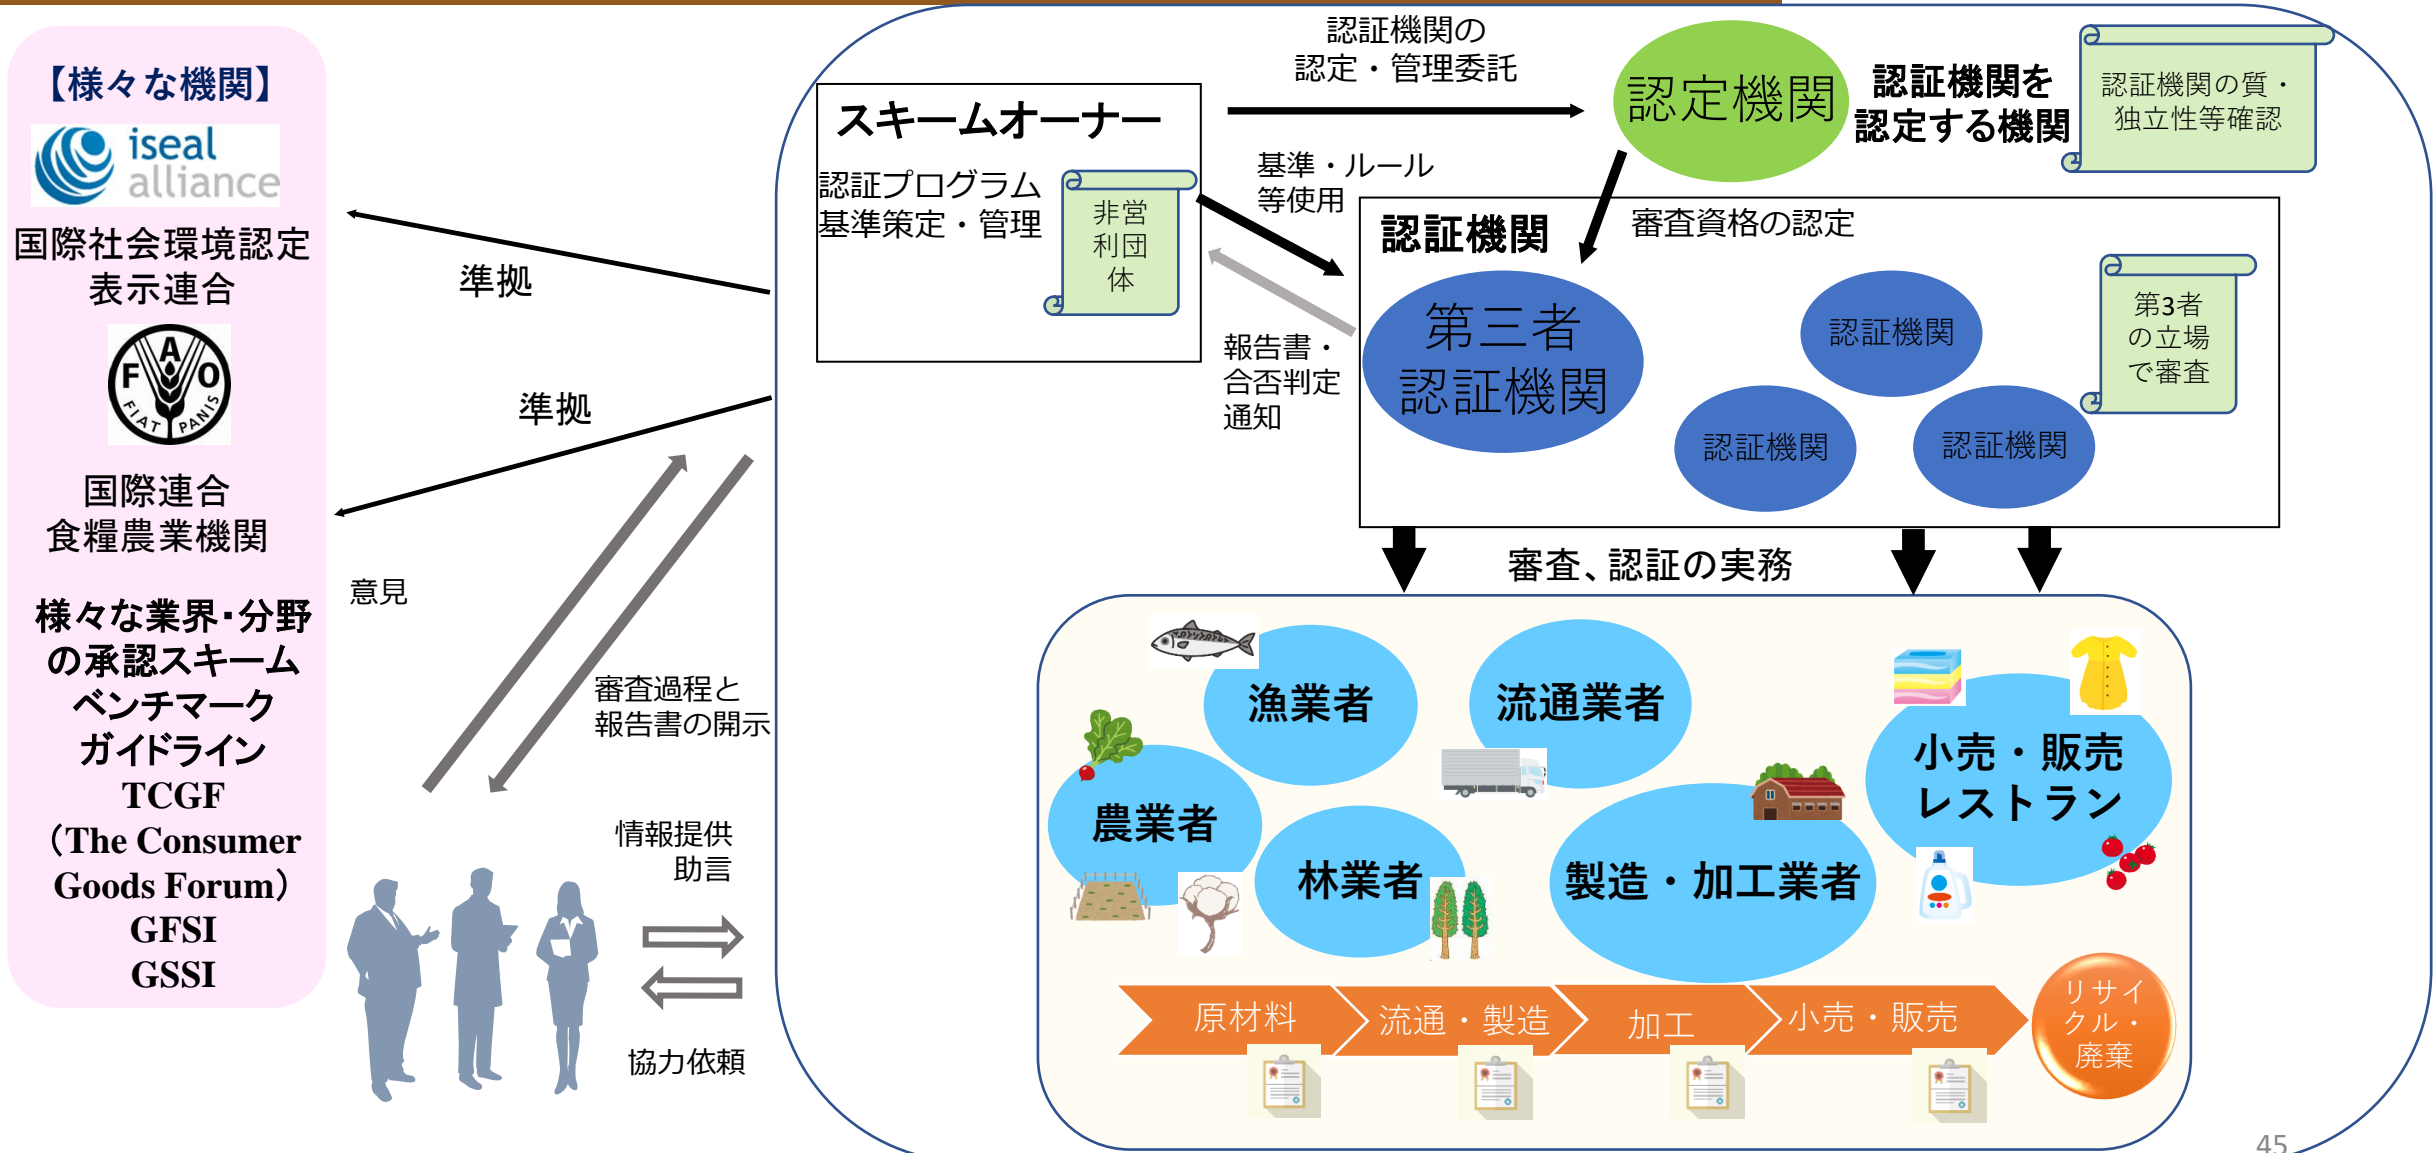 【様々な機関】
iseal
alliance
国際社会環境認定
表示連合
F A O
FIAT PANIS
国際連合
食糧農業機関
様々な業界・分野
の承認スキーム
ベンチマーク
ガイドライン
TCGF
（The Consumer
Goods Forum）
GFSI
GSSI
準拠
準拠
意見
審査過程と
報告書の開示
情報提供
助言
協力依頼
スキームオーナー
認証プログラム
基準策定・管理
非営
利団
体
認証機関の
認定・管理委託
認定機関
認証機関を
認定する機関
認証機関の質・
独立性等確認
基準・ルール
等使用
審査資格の認定
報告書・
合否判定
通知
認証機関
第三者
認証機関
認証機関
認証機関
認証機関
第3者
の立場
で審査
審査、認証の実務
漁業者
流通業者
小売・販売
レストラン
農業者
林業者
製造・加工業者
原材料
流通・製造
加工
小売・販売
リサイ
クル・
廃棄
45